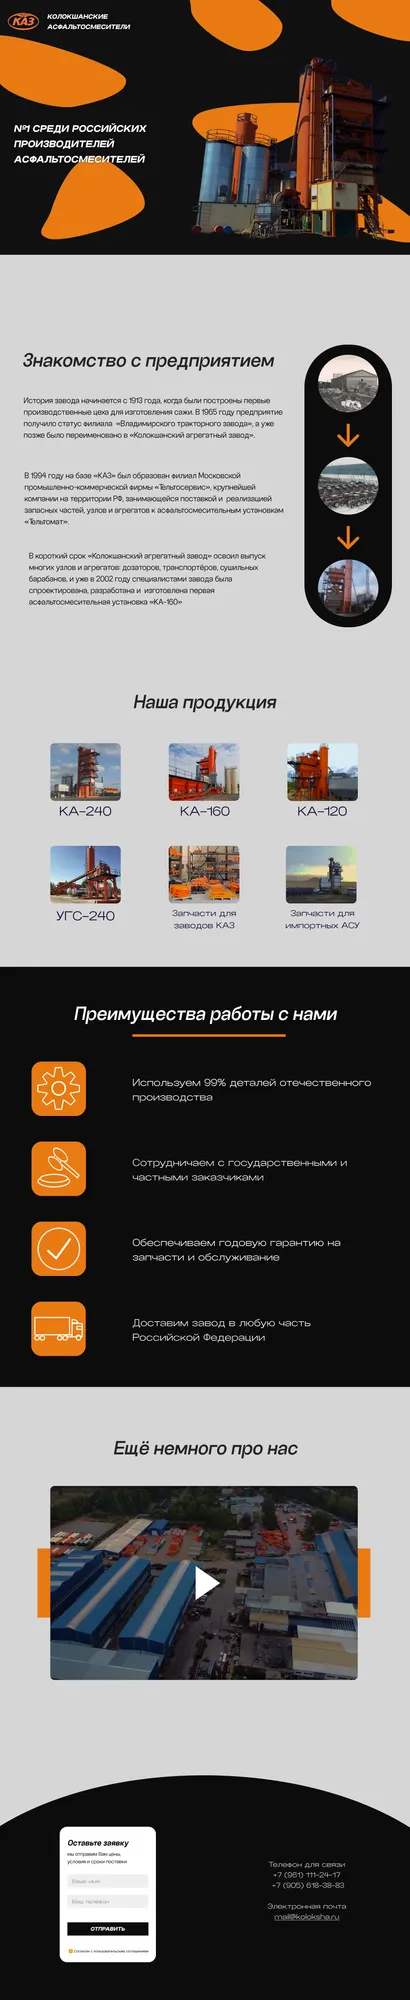 КАЗ
КОЛОКШАНСКИЕ
АСФАЛЬТОСМЕСИТЕЛИ
№1 СРЕДИ РОССИЙСКИХ
ПРОИЗВОДИТЕЛЕЙ
АСФАЛЬТОСМЕСИТЕЛЕЙ
Знакомство с предприятием
История завода начинается с 1913 года, когда были построены первые
производственные цеха для изготовления сажи. В 1965 году предприятие
получило статус филиала «Владимирского тракторного завода», а уже
позже было переименовано в «Колокшанский агрегатный завод».
В 1994 году на базе «КАЗ» был образован филиал Московской
промышленно-коммерческой фирмы «Тельтосервис», крупнейшей
компании на территории РФ, занимающейся поставкой и реализацией
запасных частей, узлов и агрегатов к асфальтосмесительным установкам
«Тельтомат».
В короткий срок «Колокшанский агрегатный завод» освоил выпуск
многих узлов и агрегатов: дозаторов, транспортёров, сушильных
барабанов, и уже в 2002 году специалистами завода была
спроектирована, разработана и изготовлена первая
асфальтосмесительная установка «КА-160»
Наша продукция
КА-240
КА-160
КА-120
УГС-240
Запчасти для
заводов КАЗ
Запчасти для
импортных АСУ
Преимущества работы с нами
Используем 99% деталей отечественного
производства
Сотрудничаем с государственными и
частными заказчиками
Обеспечиваем годовую гарантию на
запчасти и обслуживание
Доставим завод в любую часть
Российской Федерации
Ещё немного про нас
Оставьте заявку
мы отправим Вам цены,
условия и сроки поставки
Ваше имя
Ваш телефон
ОТПРАВИТЬ
Согласен с пользовательским соглашением
Телефон для связи
+7 (961) 111-24-17
+7 (905) 618-38-83
Электронная почта
mail@koloksha.ru